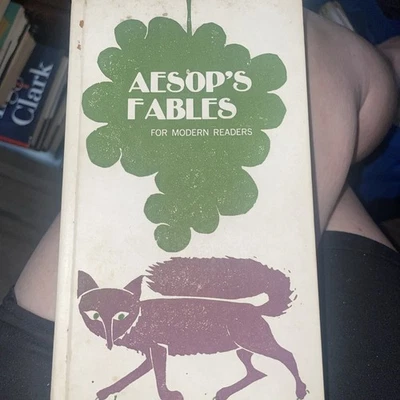 AESOP'S
FABLES
FOR MODERN READERS
Clark